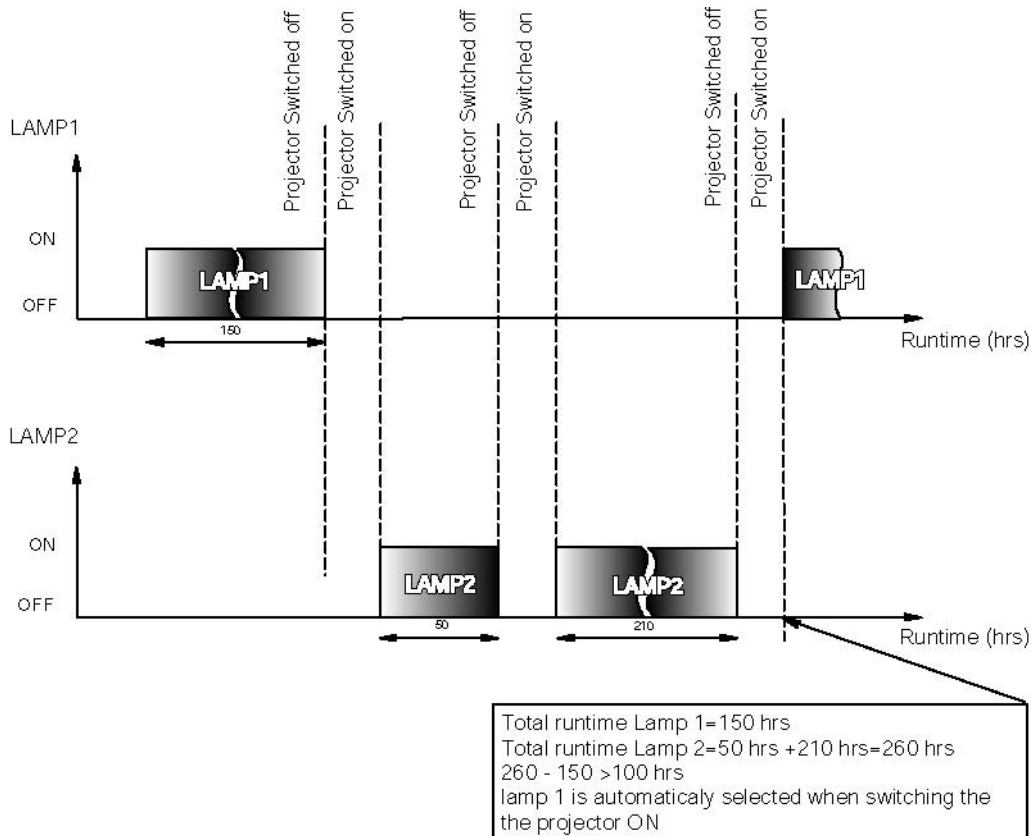 Projector Switched off
Projector Switched on
Projector Switched off
Projector Switched on
Projector Switched off
Projector Switched on
LAMP1
ON
OFF
LAMP1
LAMP1
150
Runtime (hrs)
LAMP2
ON
OFF
LAMP2
LAMP2
50
210
Runtime (hrs)
Total runtime Lamp 1=150 hrs
Total runtime Lamp 2=50 hrs +210 hrs=260 hrs
260 - 150 >100 hrs
lamp 1 is automaticaly selected when switching the
the projector ON